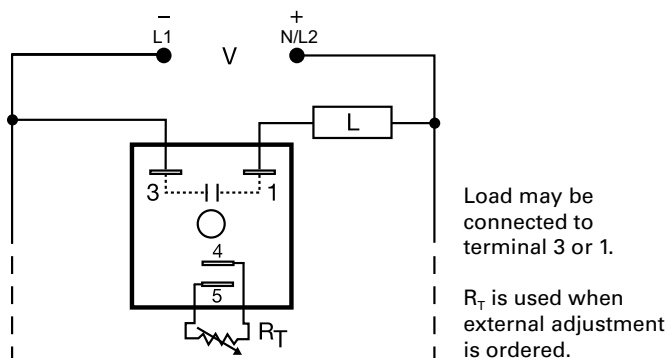 – +
L1 V N/L2
L
3 1
4
5
RT
Load may be
connected to
terminal 3 or 1.
RT is used when
external adjustment
is ordered.